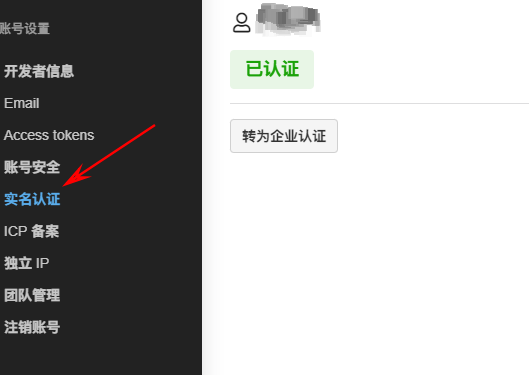 账号设置
开发者信息
Email
Access tokens
账号安全
实名认证
ICP 备案
独立 IP
团队管理
注销账号
已认证
转为企业认证